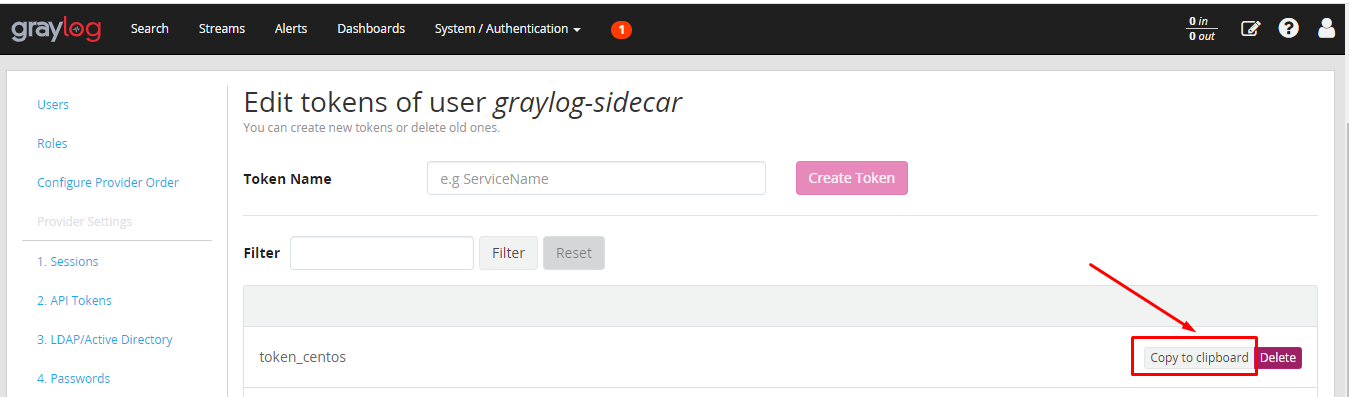 graylog Search Streams Alerts Dashboards System / Authentication 1 0 in
0 out
Users
Roles
Configure Provider Order
Provider Settings
1. Sessions
2. API Tokens
3. LDAP/Active Directory
4. Passwords
Edit tokens of user graylog-sidecar
You can create new tokens or delete old ones.
Token Name e.g ServiceName Create Token
Filter Filter Reset
token_centos Copy to clipboard Delete